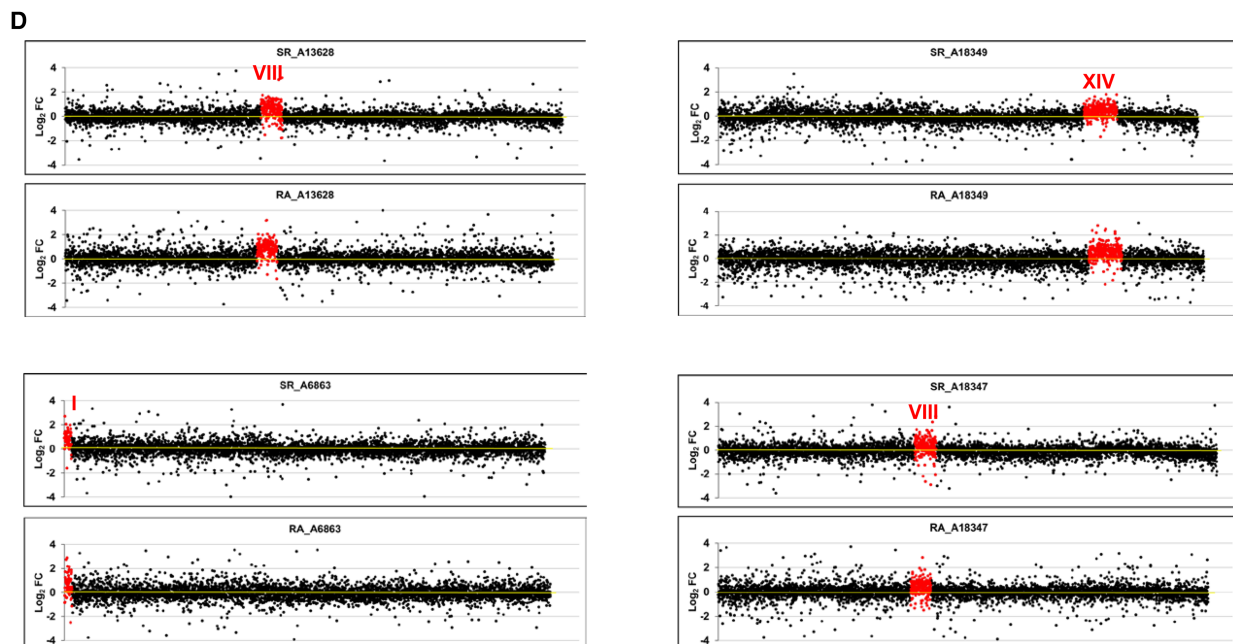 D
SR_A13628
VIII
Log2 FC
4
2
0
-2
-4
RA_A13628
Log2 FC
4
2
0
-2
-4
SR_A18349
XIV
Log2 FC
4
2
0
-2
-4
RA_A18349
Log2 FC
4
2
0
-2
-4
SR_A6863
I
Log2 FC
4
2
0
-2
-4
RA_A6863
Log2 FC
4
2
0
-2
-4
SR_A18347
VIII
Log2 FC
4
2
0
-2
-4
RA_A18347
Log2 FC
4
2
0
-2
-4